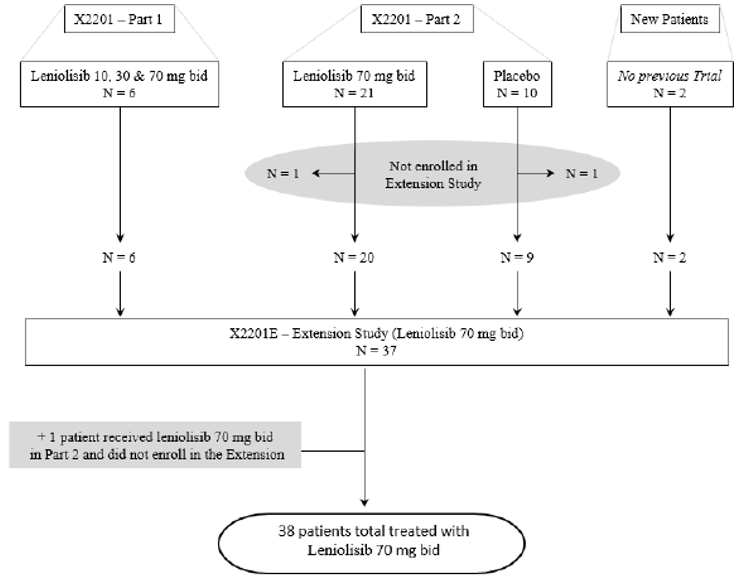 X2201 – Part 1
X2201 – Part 2
New Patients
Leniolisib 10, 30 & 70 mg bid
N = 6
Leniolisib 70 mg bid
N = 21
Placebo
N = 10
No previous Trial
N = 2
N = 1
Not enrolled in
Extension Study
N = 1
N = 6
N = 20
N = 9
N = 2
X2201E – Extension Study (Leniolisib 70 mg bid)
N = 37
+ 1 patient received leniolisib 70 mg bid
in Part 2 and did not enroll in the Extension
38 patients total treated with
Leniolisib 70 mg bid